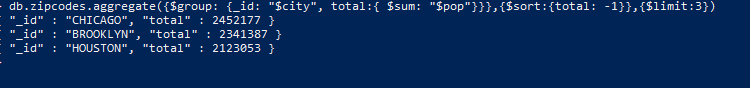 db.zipcodes.aggregate({$group: {_id: "$city", total:{ $sum: "$pop"}}},{$sort:{total: -1}},{$limit:3})
"_id" : "CHICAGO", "total" : 2452177 }
"_id" : "BROOKLYN", "total" : 2341387 }
"_id" : "HOUSTON", "total" : 2123053 }